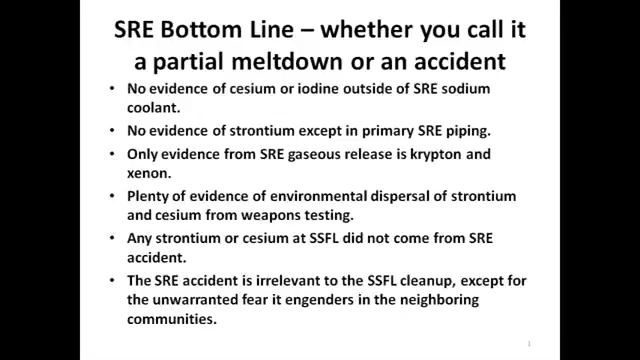 SRE Bottom Line – whether you call it
a partial meltdown or an accident
• No evidence of cesium or iodine outside of SRE sodium
coolant.
• No evidence of strontium except in primary SRE piping.
• Only evidence from SRE gaseous release is krypton and
xenon.
• Plenty of evidence of environmental dispersal of strontium
and cesium from weapons testing.
• Any strontium or cesium at SSFL did not come from SRE
accident.
• The SRE accident is irrelevant to the SSFL cleanup, except for
the unwarranted fear it engenders in the neighboring
communities.
1